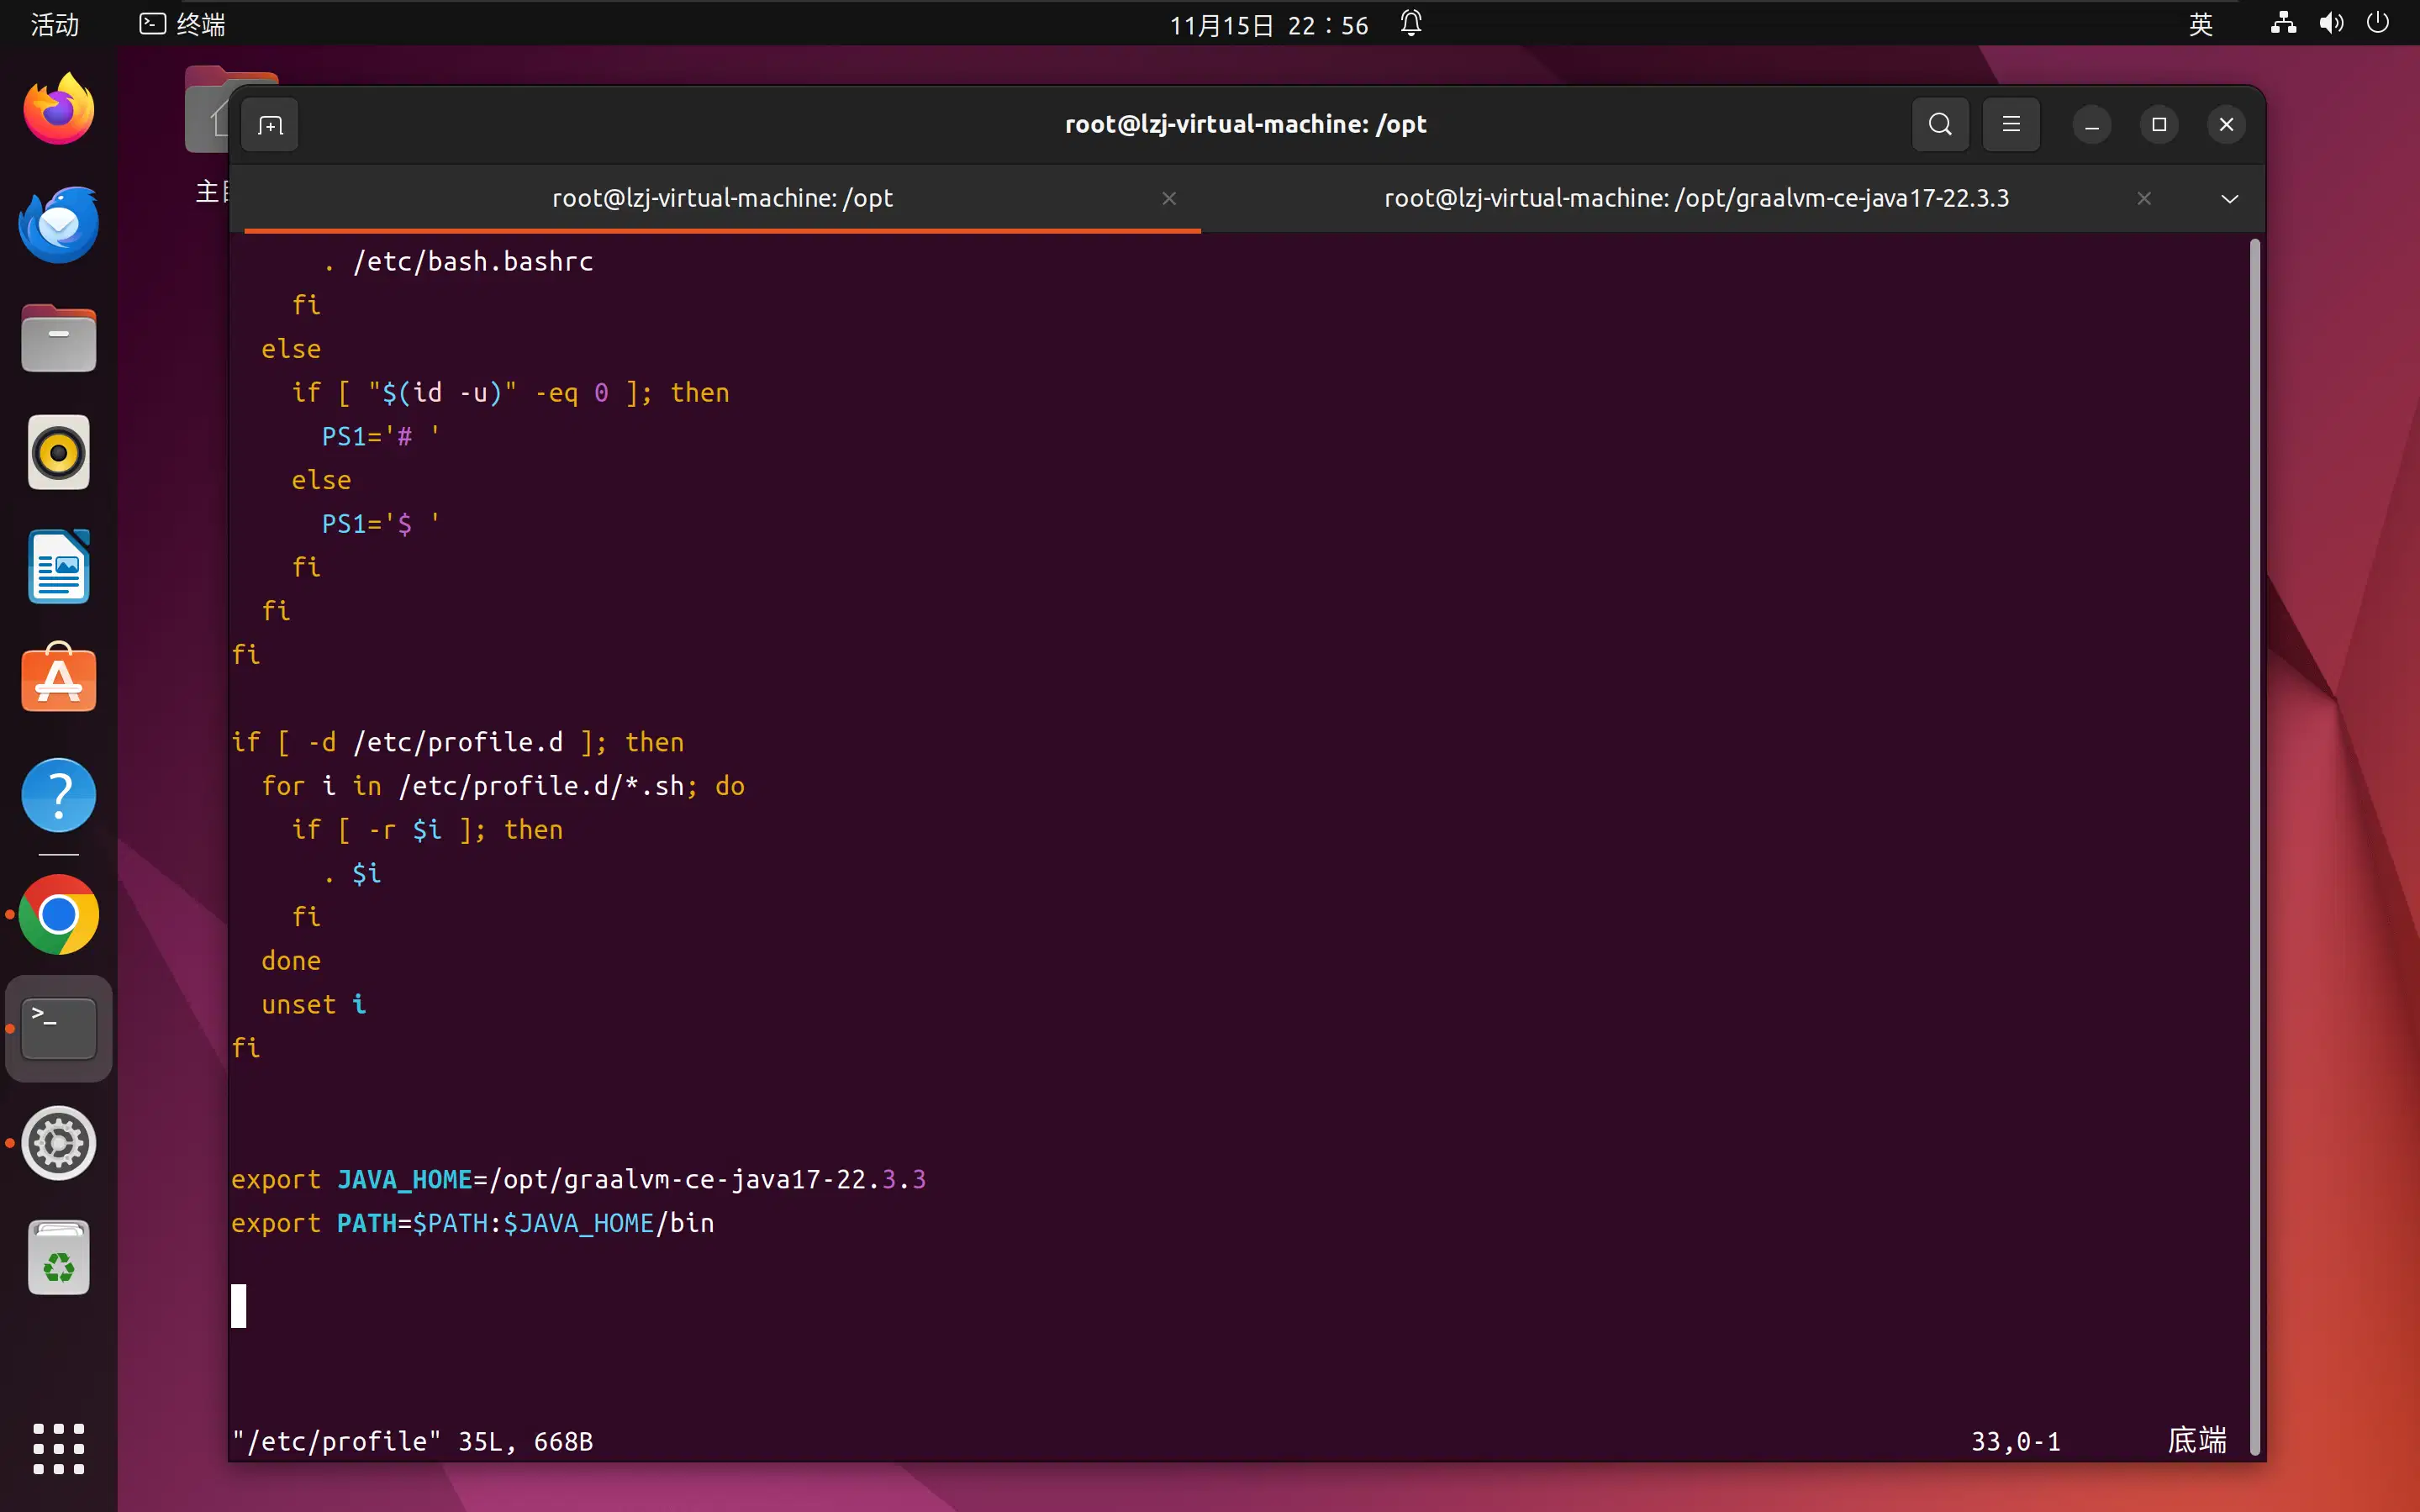 活动
终端
11月15日 22：56
英
主
root@lzj-virtual-machine: /opt
root@lzj-virtual-machine: /opt
root@lzj-virtual-machine: /opt/graalvm-ce-java17-22.3.3
      . /etc/bash.bashrc
    fi
  else
    if [ "$(id -u)" -eq 0 ]; then
      PS1='# '
    else
      PS1='$ '
    fi
  fi
fi
if [ -d /etc/profile.d ]; then
  for i in /etc/profile.d/*.sh; do
    if [ -r $i ]; then
      . $i
    fi
  done
  unset i
fi
export JAVA_HOME=/opt/graalvm-ce-java17-22.3.3
export PATH=$PATH:$JAVA_HOME/bin
"/etc/profile" 35L, 668B
33,0-1
底端